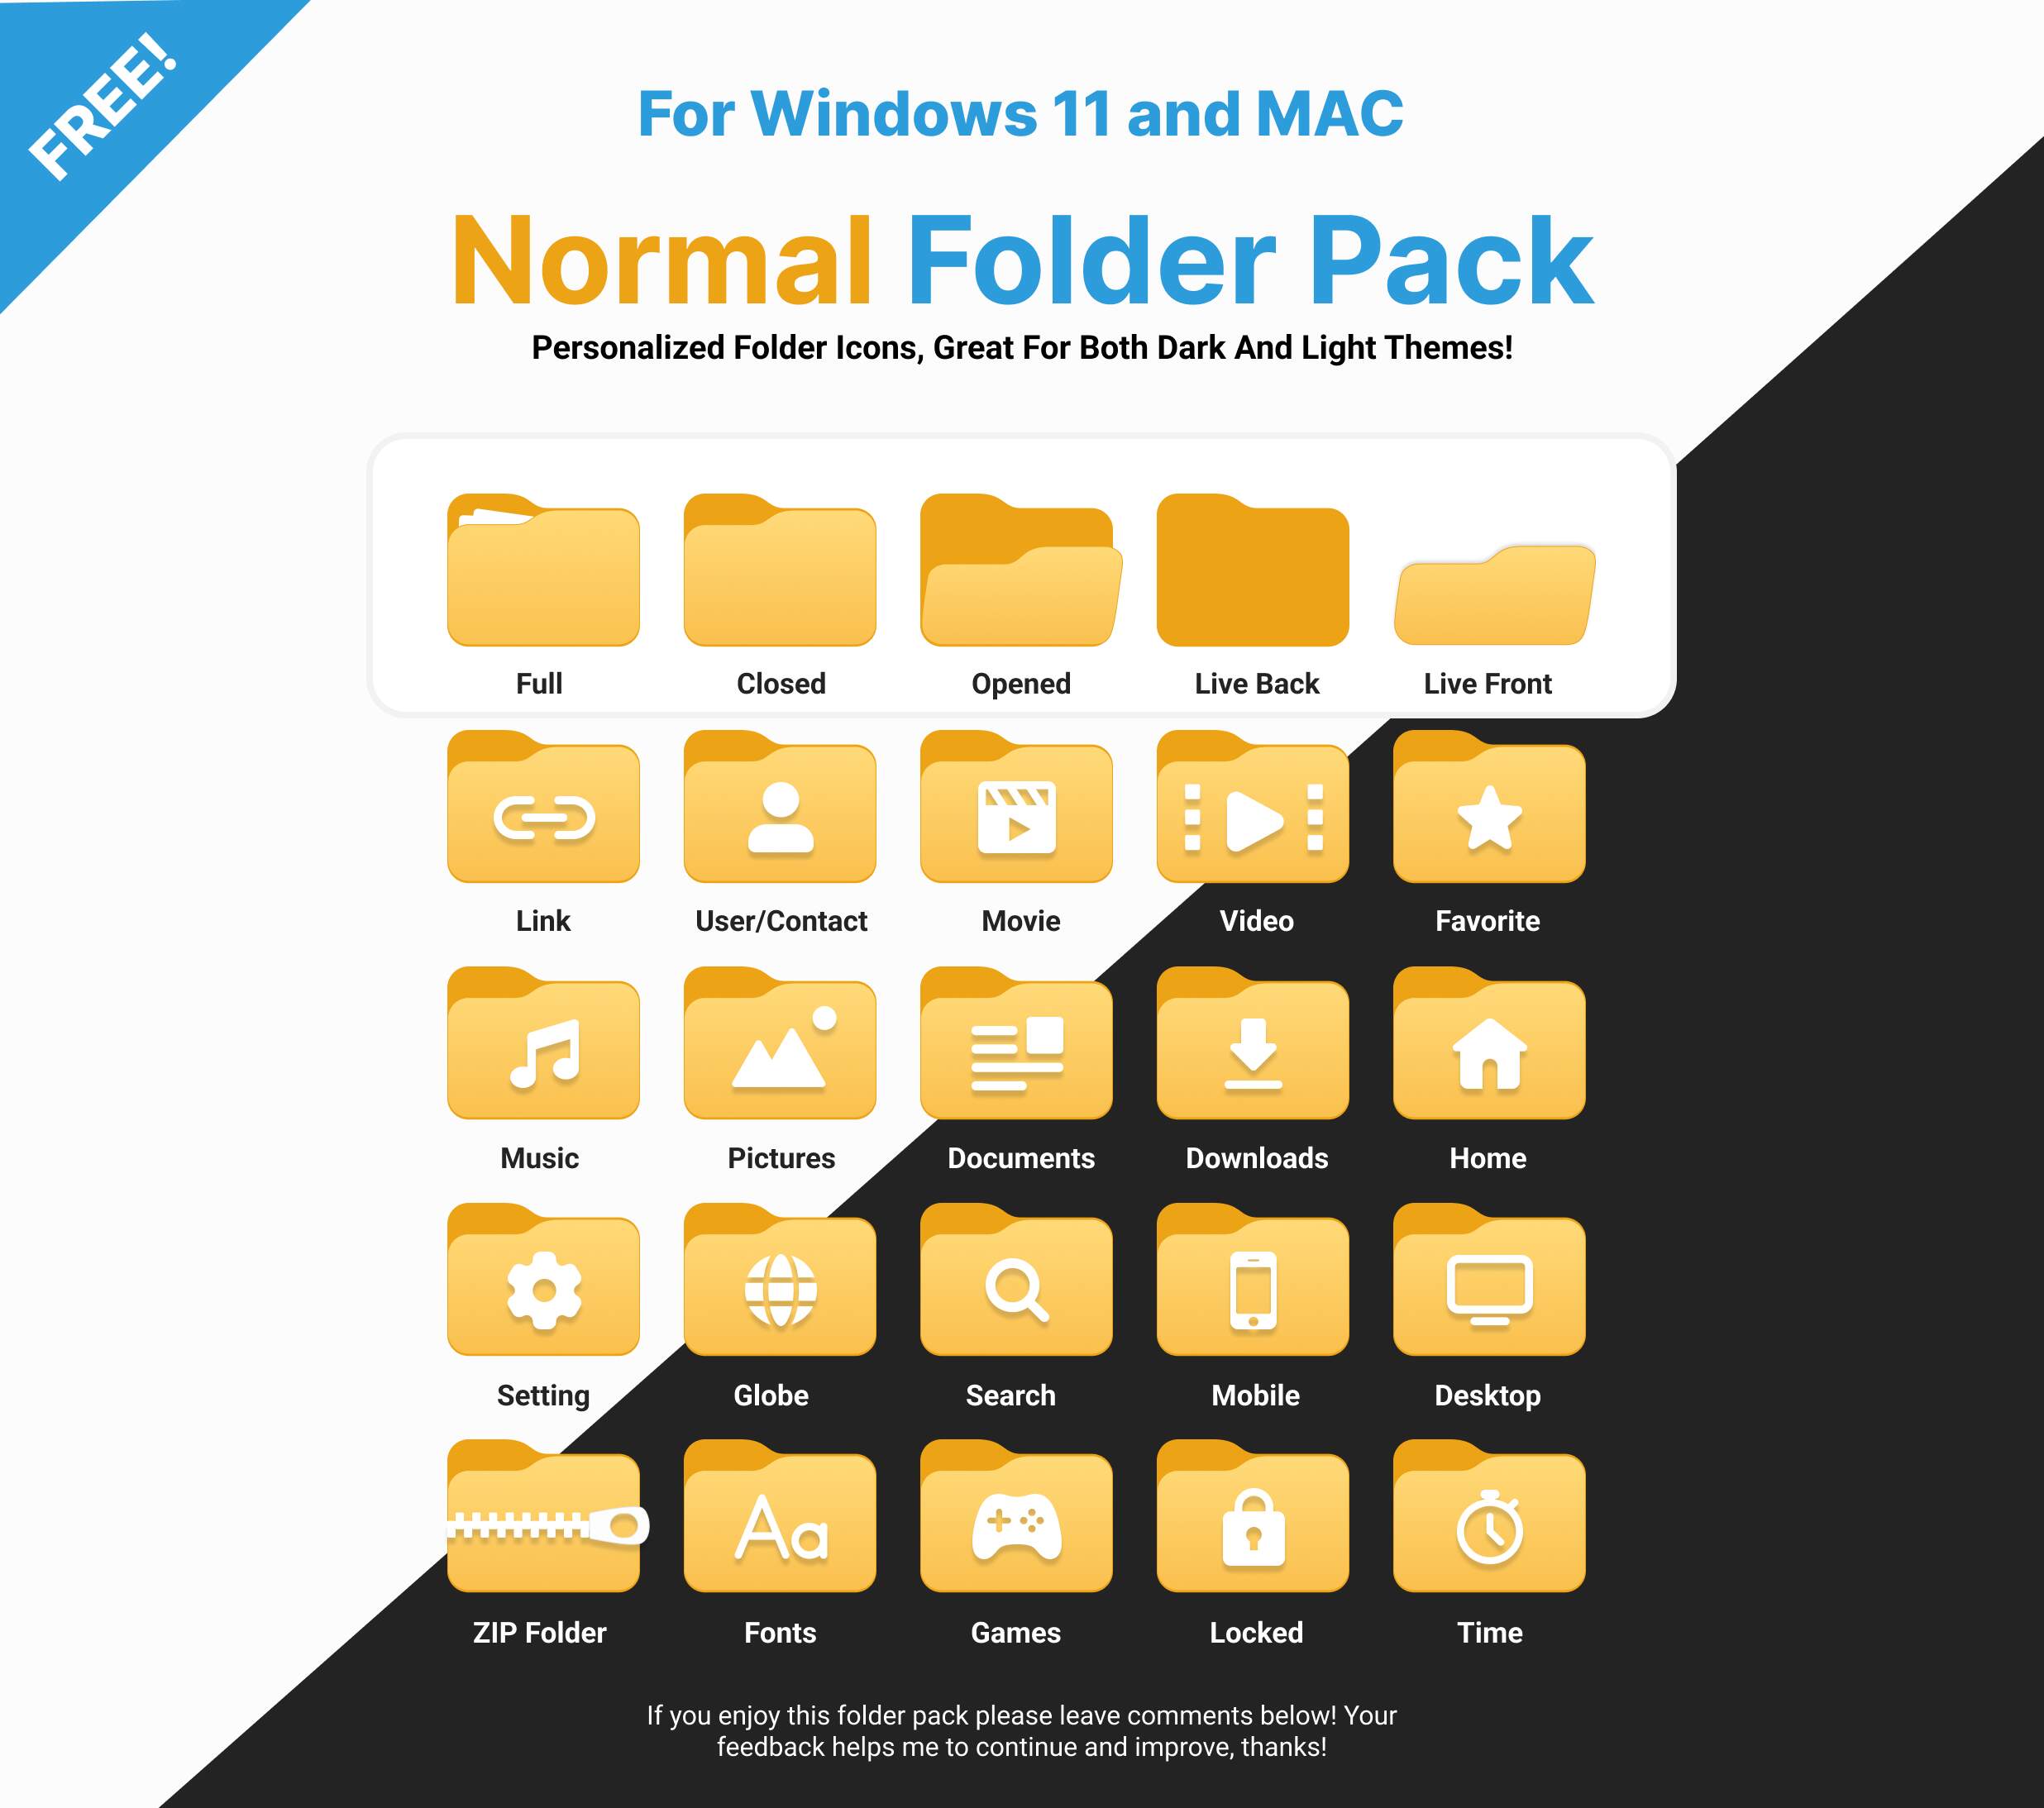 FREE!
For Windows 11 and MAC
Normal Folder Pack
Personalized Folder Icons, Great For Both Dark And Light Themes!
Full Closed Opened Live Back Live Front
Link User/Contact Movie Video Favorite
Music Pictures Documents Downloads Home
Setting Globe Search Mobile Desktop
Aa
ZIP Folder Fonts Games Locked Time
If you enjoy this folder pack please leave comments below! Your
feedback helps me to continue and improve, thanks!